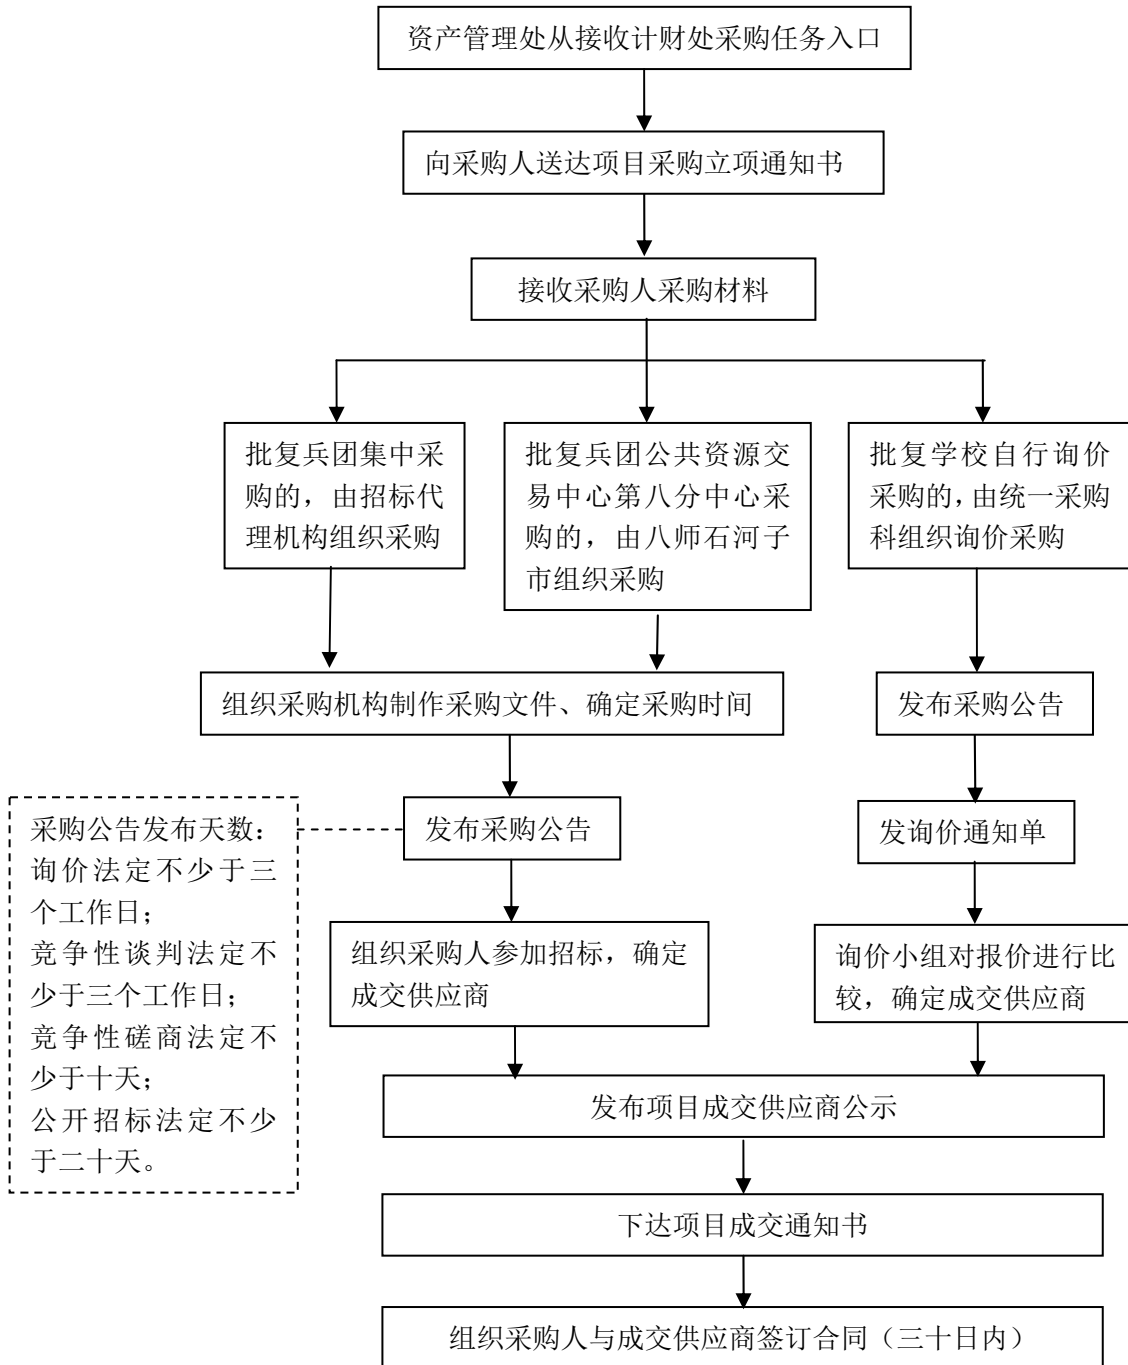 资产管理处从接收计财处采购任务入口
向采购人送达项目采购立项通知书
接收采购人采购材料
批复兵团集中采
购的，由招标代
理机构组织采购
批复兵团公共资源交
易中心第八分中心采
购的，由八师石河子
市组织采购
批复学校自行询价
采购的，由统一采购
科组织询价采购
组织采购机构制作采购文件、确定采购时间
发布采购公告
采购公告发布天数：
询价法定不少于三
个工作日；
竞争性谈判法定不
少于三个工作日；
竞争性磋商法定不
少于十天；
公开招标法定不少
于二十天。
发布采购公告
发询价通知单
组织采购人参加招标，确定
成交供应商
询价小组对报价进行比
较，确定成交供应商
发布项目成交供应商公示
下达项目成交通知书
组织采购人与成交供应商签订合同（三十日内）